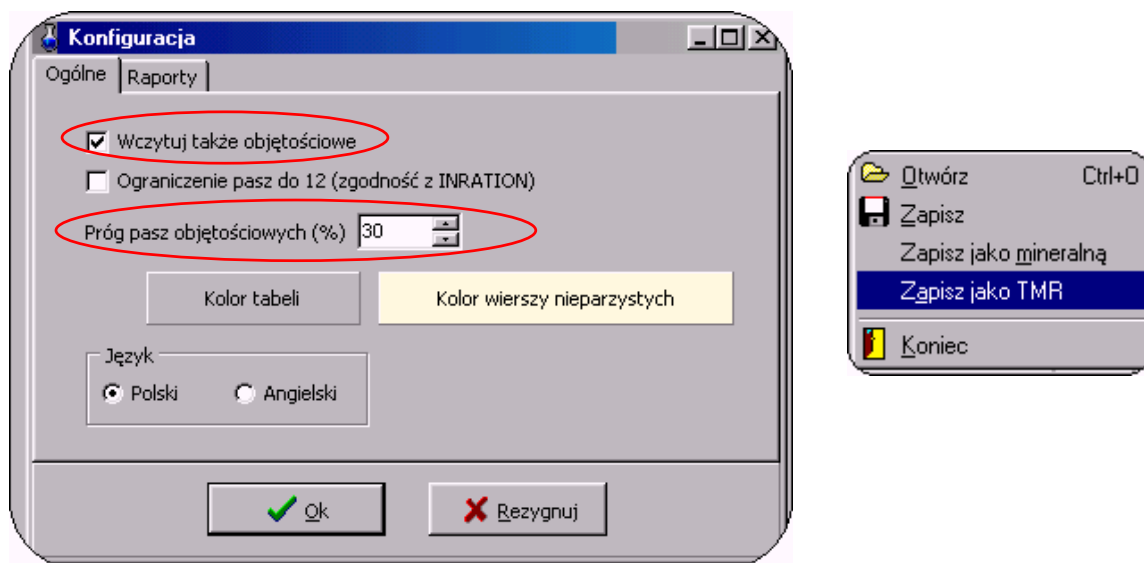 Konfiguracja
Ogólne Raporty
Wczytuj także objętościowe
Ograniczenie pasz do 12 (zgodność z INRATION)
Próg pasz objętościowych (%) 30
Kolor tabeli Kolor wierszy nieparzystych
Język
Polski Angielski
Ok Rezygnuj
Otwórz Ctrl+O
Zapisz
Zapisz jako mineralną
Zapisz jako TMR
Koniec